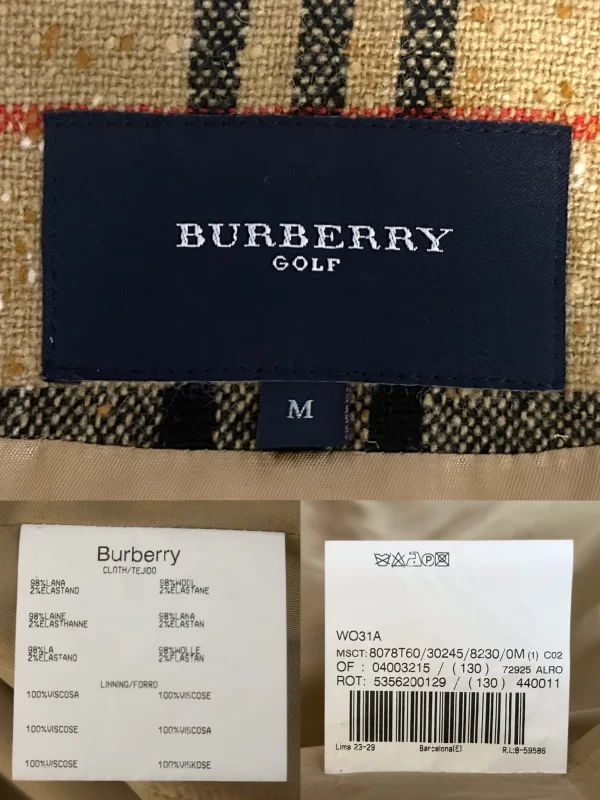 BURBERRY
GOLF
M
Burberry
CLOTH/TEJIDO
98%LANA 98%WOOL
2%ELASTANO 2%ELASTANE
98%LAINE 98%LANA
2%ELASTHANNE 2%ELASTAN
98%LA 98%WOLLE
2%ELASTANO 2%ELASTAN
LINNING/FORRO
100%VISCOSA 100%VISCOSE
100%VISCOSE 100%VISCOSA
100%VISCOSE 100%VISKOSE
WO31A
MSCT:8078T60/30245/8230/0M (1) C02
OF : 04003215 / (130) 72925 ALRO
ROT: 5356200129 / (130) 440011
Lima 23-29 Barcelona(E) R.I.:8-59586